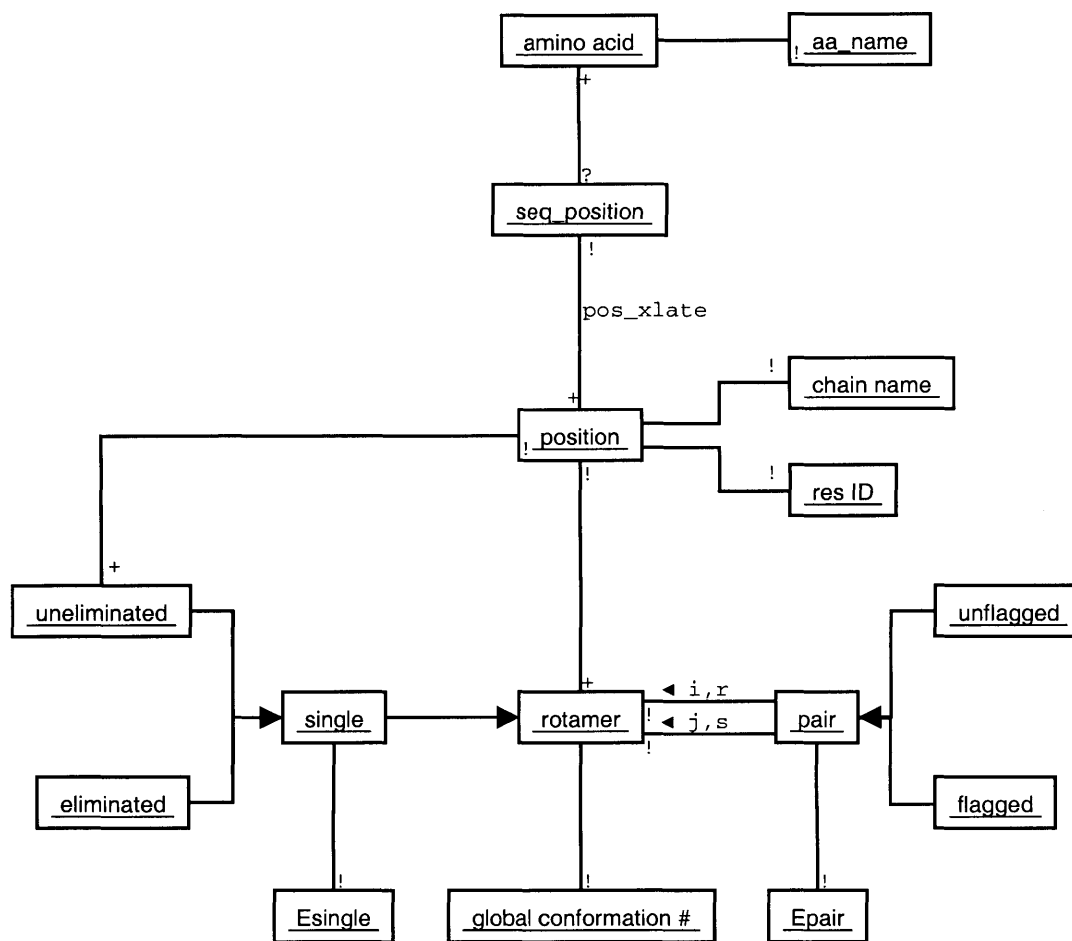 amino acid
aa_name
!
+
?
seq_position
!
pos_xlate
!
chain name
+
position
!
!
!
res ID
+
uneliminated
unflagged
+
◄ i,r
single
rotamer
!
pair
◄ j,s
!
eliminated
flagged
!
!
!
Esingle
global conformation #
Epair